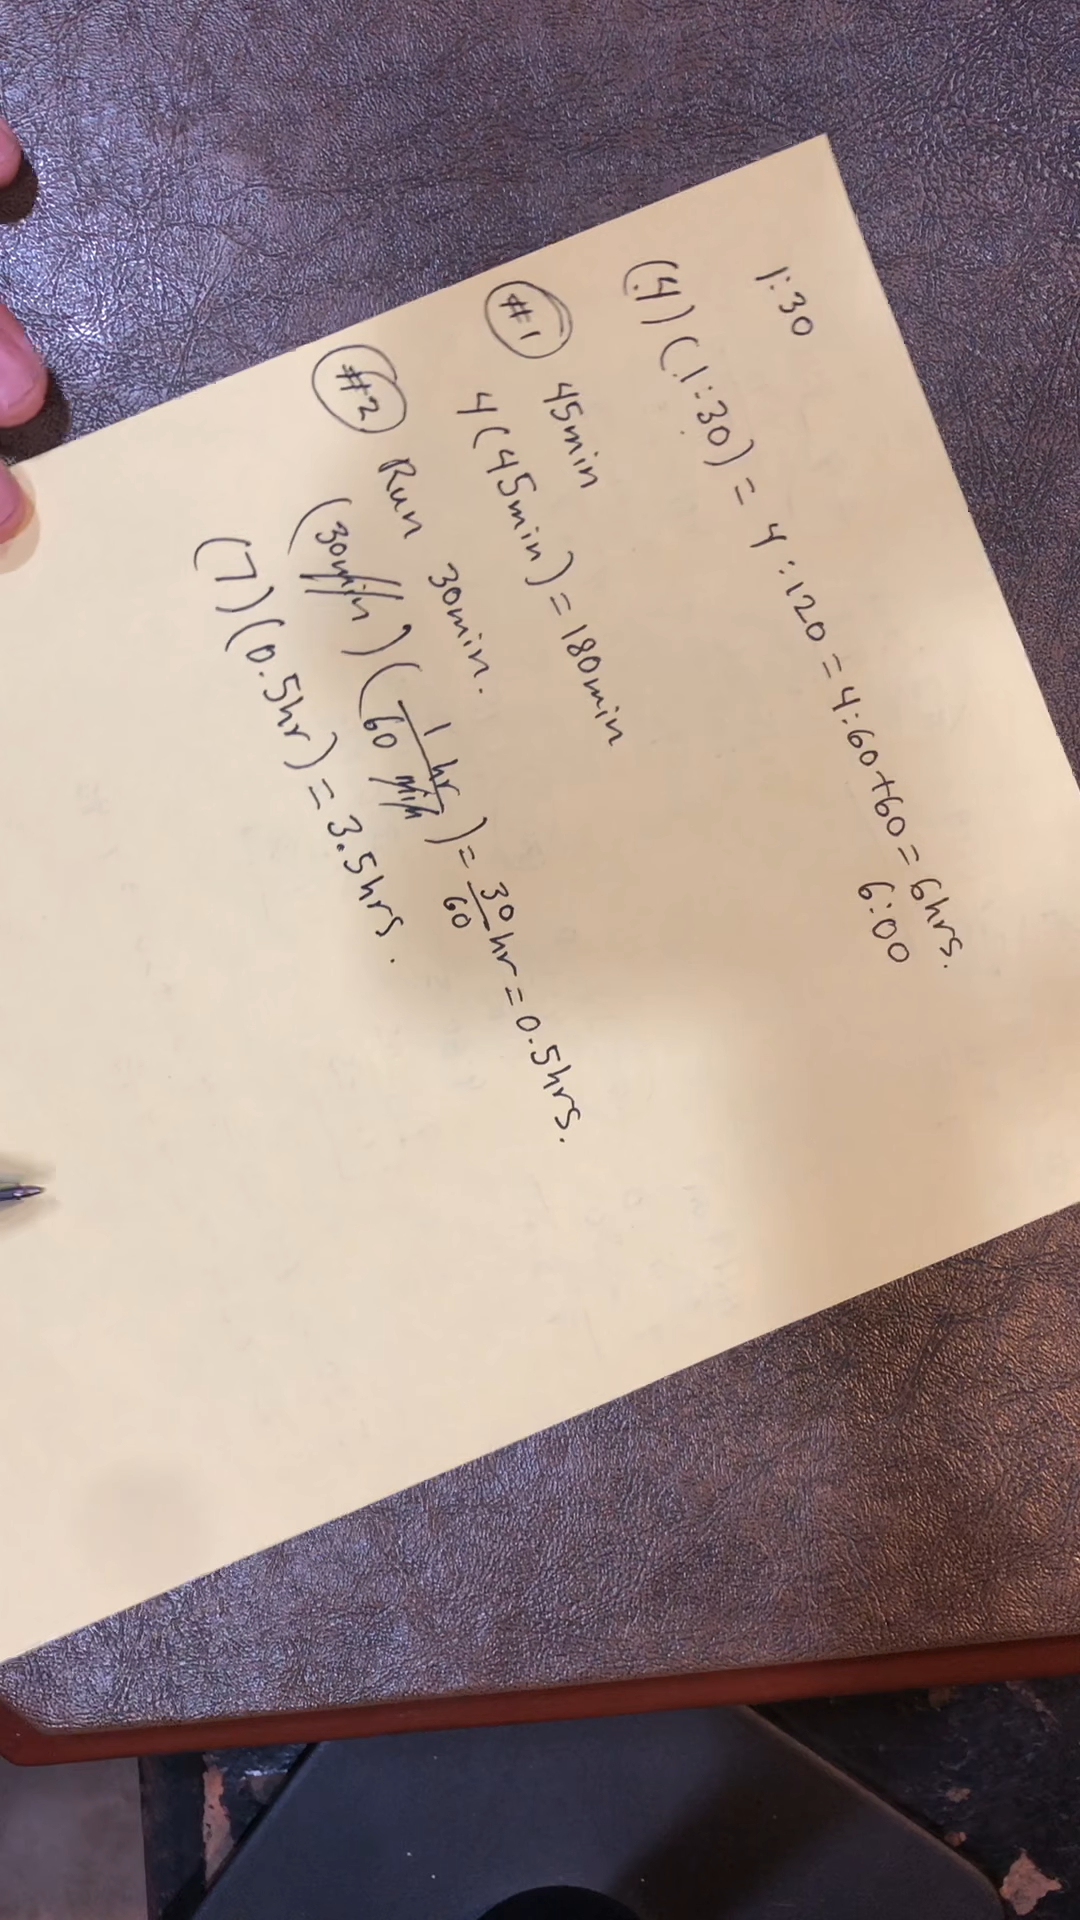 1:30
(4)(1:30) = 4:120 = 4:60+60 = 6hrs.
6:00
#1 45min
4(45min) = 180min
#2 Run 30min.
(30min)(1 hr/60 min) = 30/60 hr = 0.5hrs.
(7)(0.5hr) = 3.5hrs.